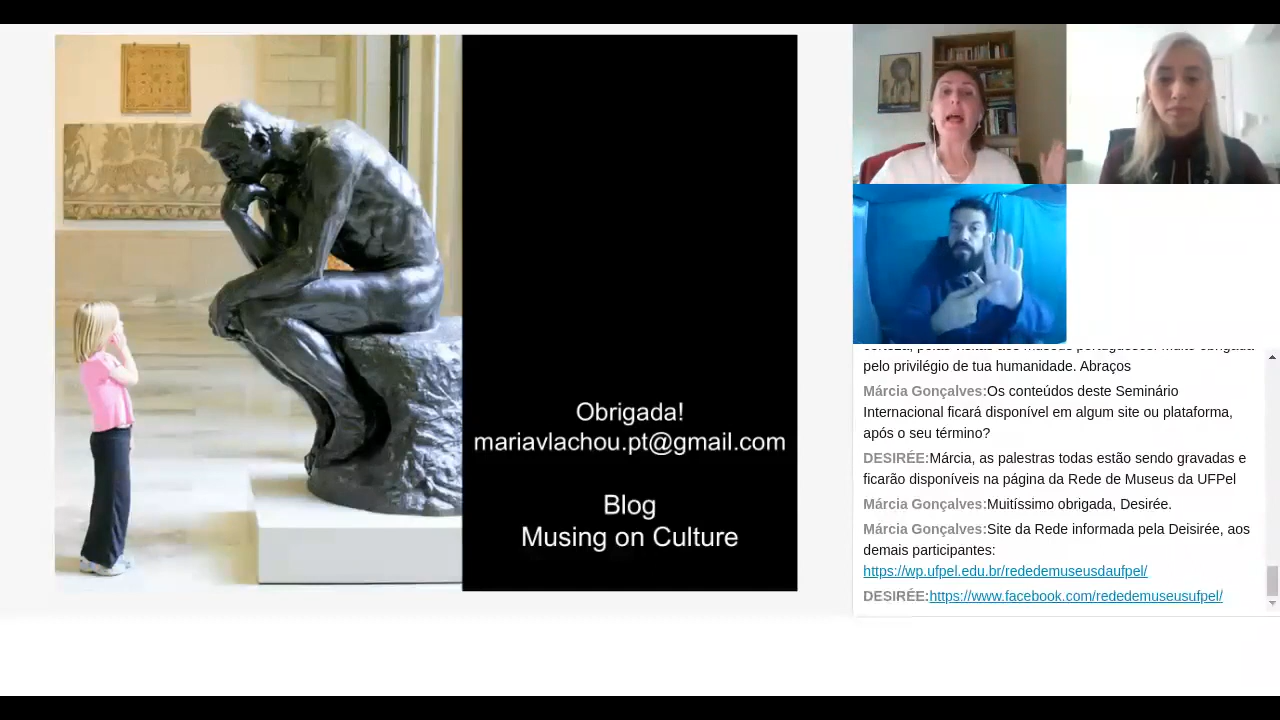 Obrigada!
mariavlachou.pt@gmail.com
Blog
Musing on Culture
pelo privilégio de tua humanidade. Abraços
Márcia Gonçalves:Os conteúdos deste Seminário
Internacional ficará disponível em algum site ou plataforma,
após o seu término?
DESIRÉE:Márcia, as palestras todas estão sendo gravadas e
ficarão disponíveis na página da Rede de Museus da UFPel
Márcia Gonçalves:Muitíssimo obrigada, Desirée.
Márcia Gonçalves:Site da Rede informada pela Deisirée, aos
demais participantes:
https://wp.ufpel.edu.br/rededemuseusdaufpel/
DESIRÉE:https://www.facebook.com/rededemuseusufpel/